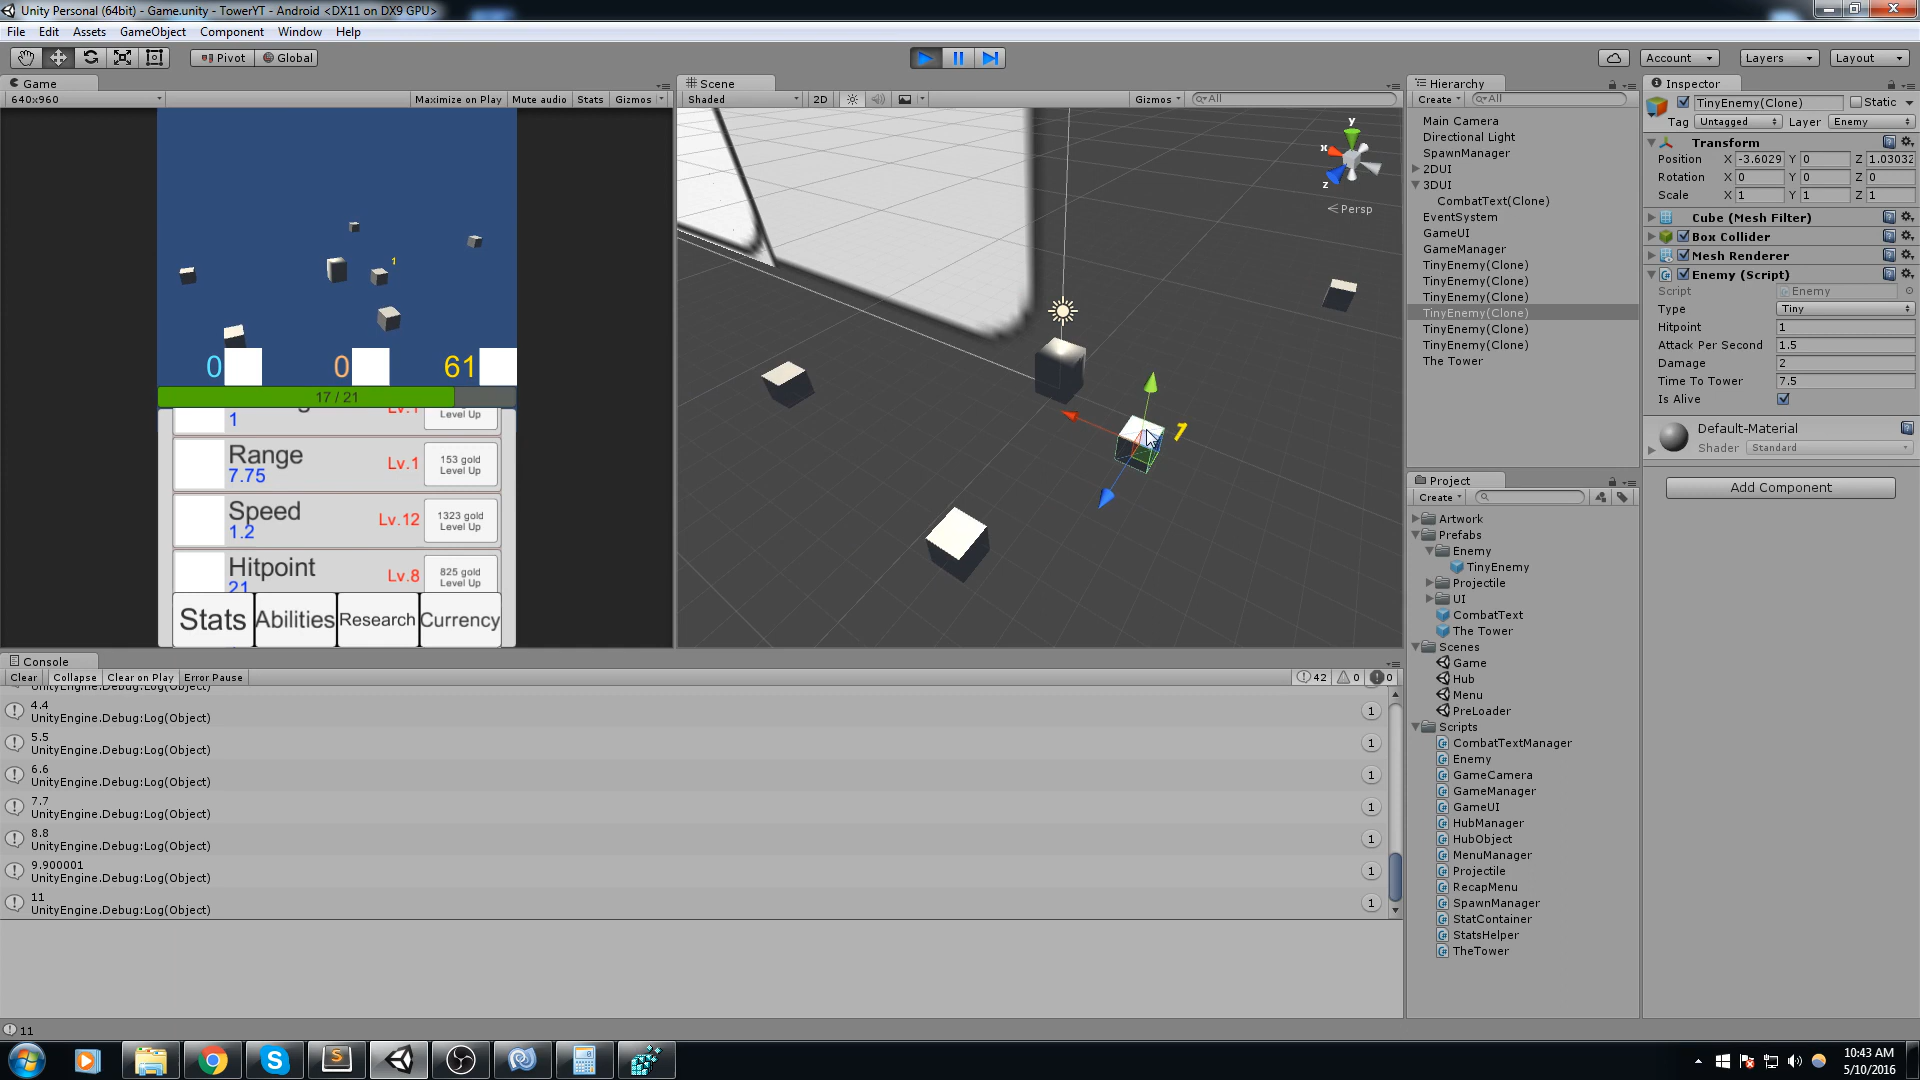 Unity Personal (64bit) - Game.unity - TowerYT - Android <DX11 on DX9 GPU>
File Edit Assets GameObject Component Window Help
Pivot Global Account Layers Layout
Game
640x960 Maximize on Play Mute audio Stats Gizmos
1
0 0 61
17 / 21
1 Lv.1 Level Up
Range
7.75
Lv.1
153 gold
Level Up
Speed
1.2
Lv.12
1323 gold
Level Up
Hitpoint
21
Lv.8
825 gold
Level Up
Stats Abilities Research Currency
Scene
Shaded 2D Gizmos All
y
x
z
Persp
1
Hierarchy
Create All
Main Camera
Directional Light
SpawnManager
2DUI
3DUI
CombatText(Clone)
EventSystem
GameUI
GameManager
TinyEnemy(Clone)
TinyEnemy(Clone)
TinyEnemy(Clone)
TinyEnemy(Clone)
TinyEnemy(Clone)
TinyEnemy(Clone)
The Tower
Project
Create
Artwork
Prefabs
Enemy
TinyEnemy
Projectile
UI
CombatText
The Tower
Scenes
Game
Hub
Menu
PreLoader
Scripts
CombatTextManager
Enemy
GameCamera
GameManager
GameUI
HubManager
HubObject
MenuManager
Projectile
RecapMenu
SpawnManager
StatContainer
StatsHelper
TheTower
Inspector
TinyEnemy(Clone) Static
Tag Untagged Layer Enemy
Transform
Position X -3.6029 Y 0 Z 1.03032
Rotation X 0 Y 0 Z 0
Scale X 1 Y 1 Z 1
Cube (Mesh Filter)
Box Collider
Mesh Renderer
Enemy (Script)
Script Enemy
Type Tiny
Hitpoint 1
Attack Per Second 1.5
Damage 2
Time To Tower 7.5
Is Alive
Default-Material
Shader Standard
Add Component
Console
Clear Collapse Clear on Play Error Pause 42 0 0
UnityEngine.Debug:Log(Object)
4.4
UnityEngine.Debug:Log(Object) 1
5.5
UnityEngine.Debug:Log(Object) 1
6.6
UnityEngine.Debug:Log(Object) 1
7.7
UnityEngine.Debug:Log(Object) 1
8.8
UnityEngine.Debug:Log(Object) 1
9.900001
UnityEngine.Debug:Log(Object) 1
11
UnityEngine.Debug:Log(Object) 1
11
10:43 AM
5/10/2016